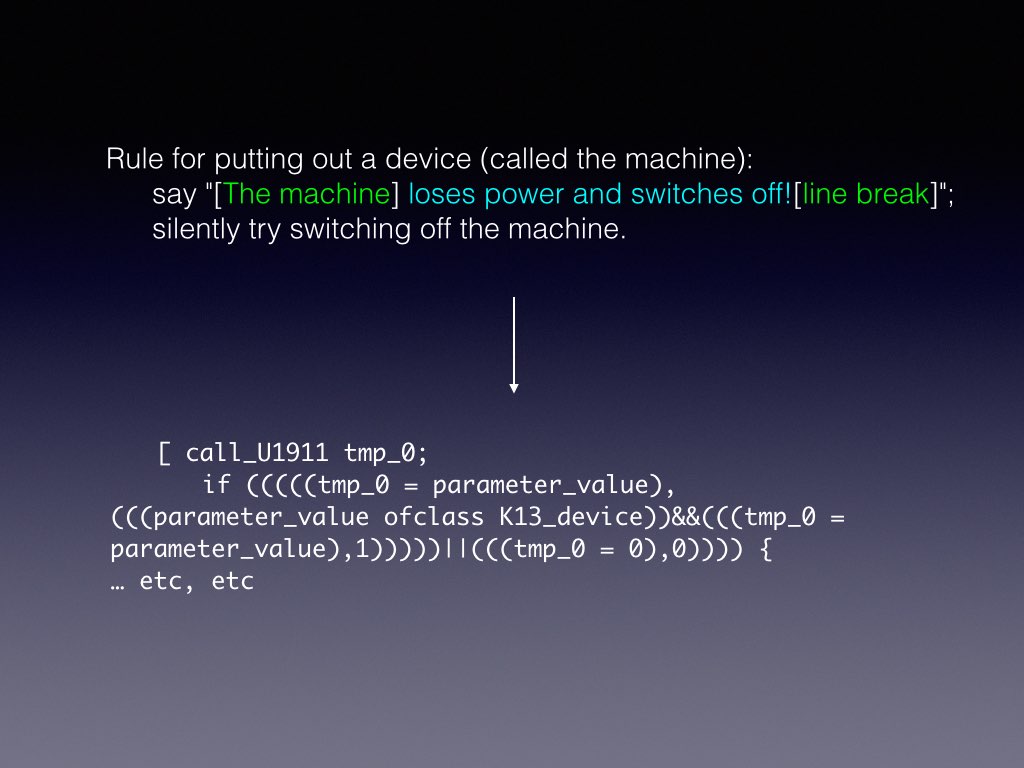 Rule for putting out a device (called the machine):
say "[The machine] loses power and switches off![line break]";
silently try switching off the machine.
[ call_U1911 tmp_0;
if (((((tmp_0 = parameter_value),
(((parameter_value ofclass K13_device))&&(((tmp_0 =
parameter_value),1)))))||(((tmp_0 = 0),0)))) {
… etc, etc